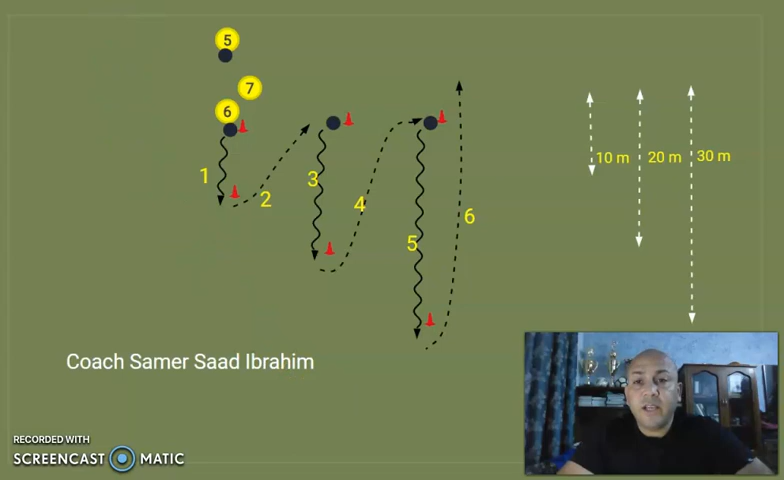 5
7
6
1
2
3
4
5
6
10 m
20 m
30 m
Coach Samer Saad Ibrahim
RECORDED WITH
SCREENCAST MATIC